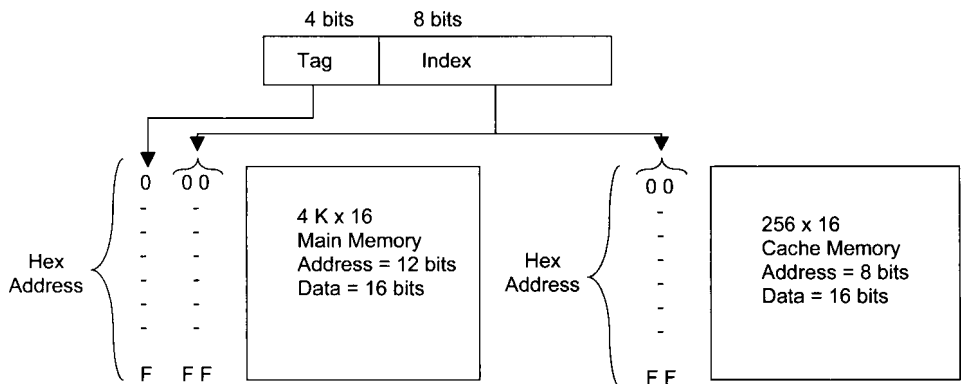 4 bits 8 bits
Tag Index
0 0 0
- -
- -
- -
- -
- -
- -
F F F
Hex
Address
4 K x 16
Main Memory
Address = 12 bits
Data = 16 bits
0 0
-
-
-
-
-
-
F F
Hex
Address
256 x 16
Cache Memory
Address = 8 bits
Data = 16 bits